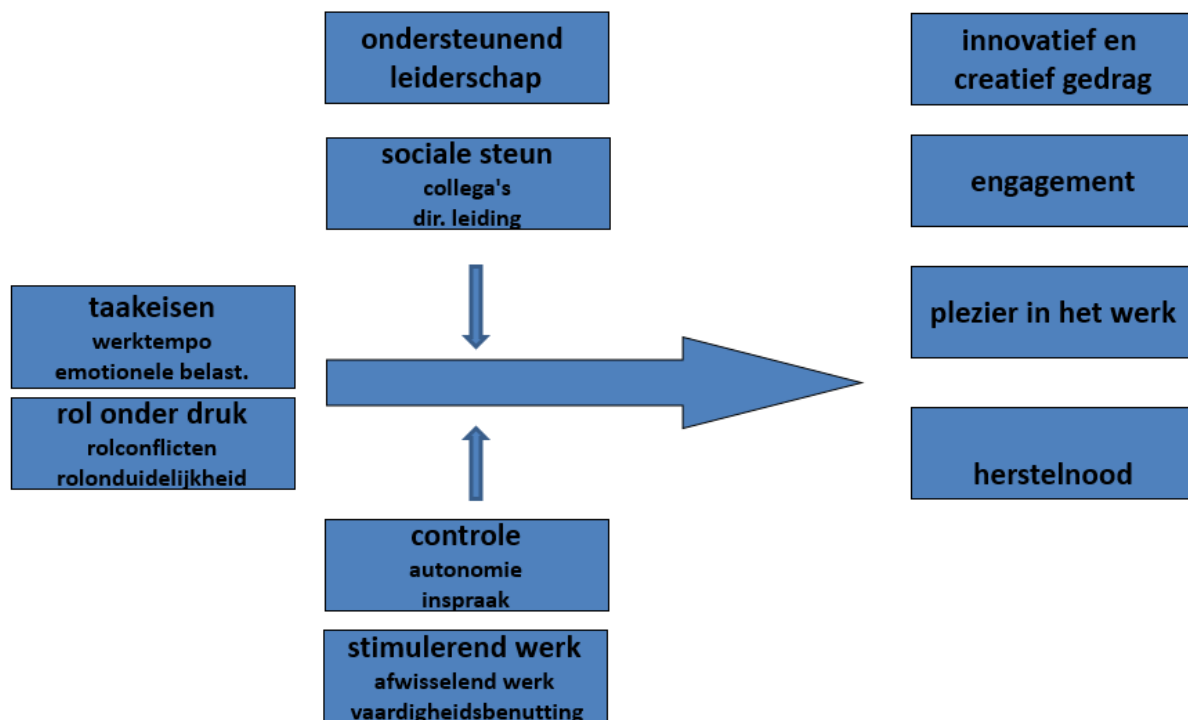 ondersteunend
leiderschap
sociale steun
collega's
dir. leiding
taakeisen
werktempo
emotionele belast.
rol onder druk
rolconflicten
rolonduidelijkheid
controle
autonomie
inspraak
stimulerend werk
afwisselend werk
vaardigheidsbenutting
innovatief en
creatief gedrag
engagement
plezier in het werk
herstelnood